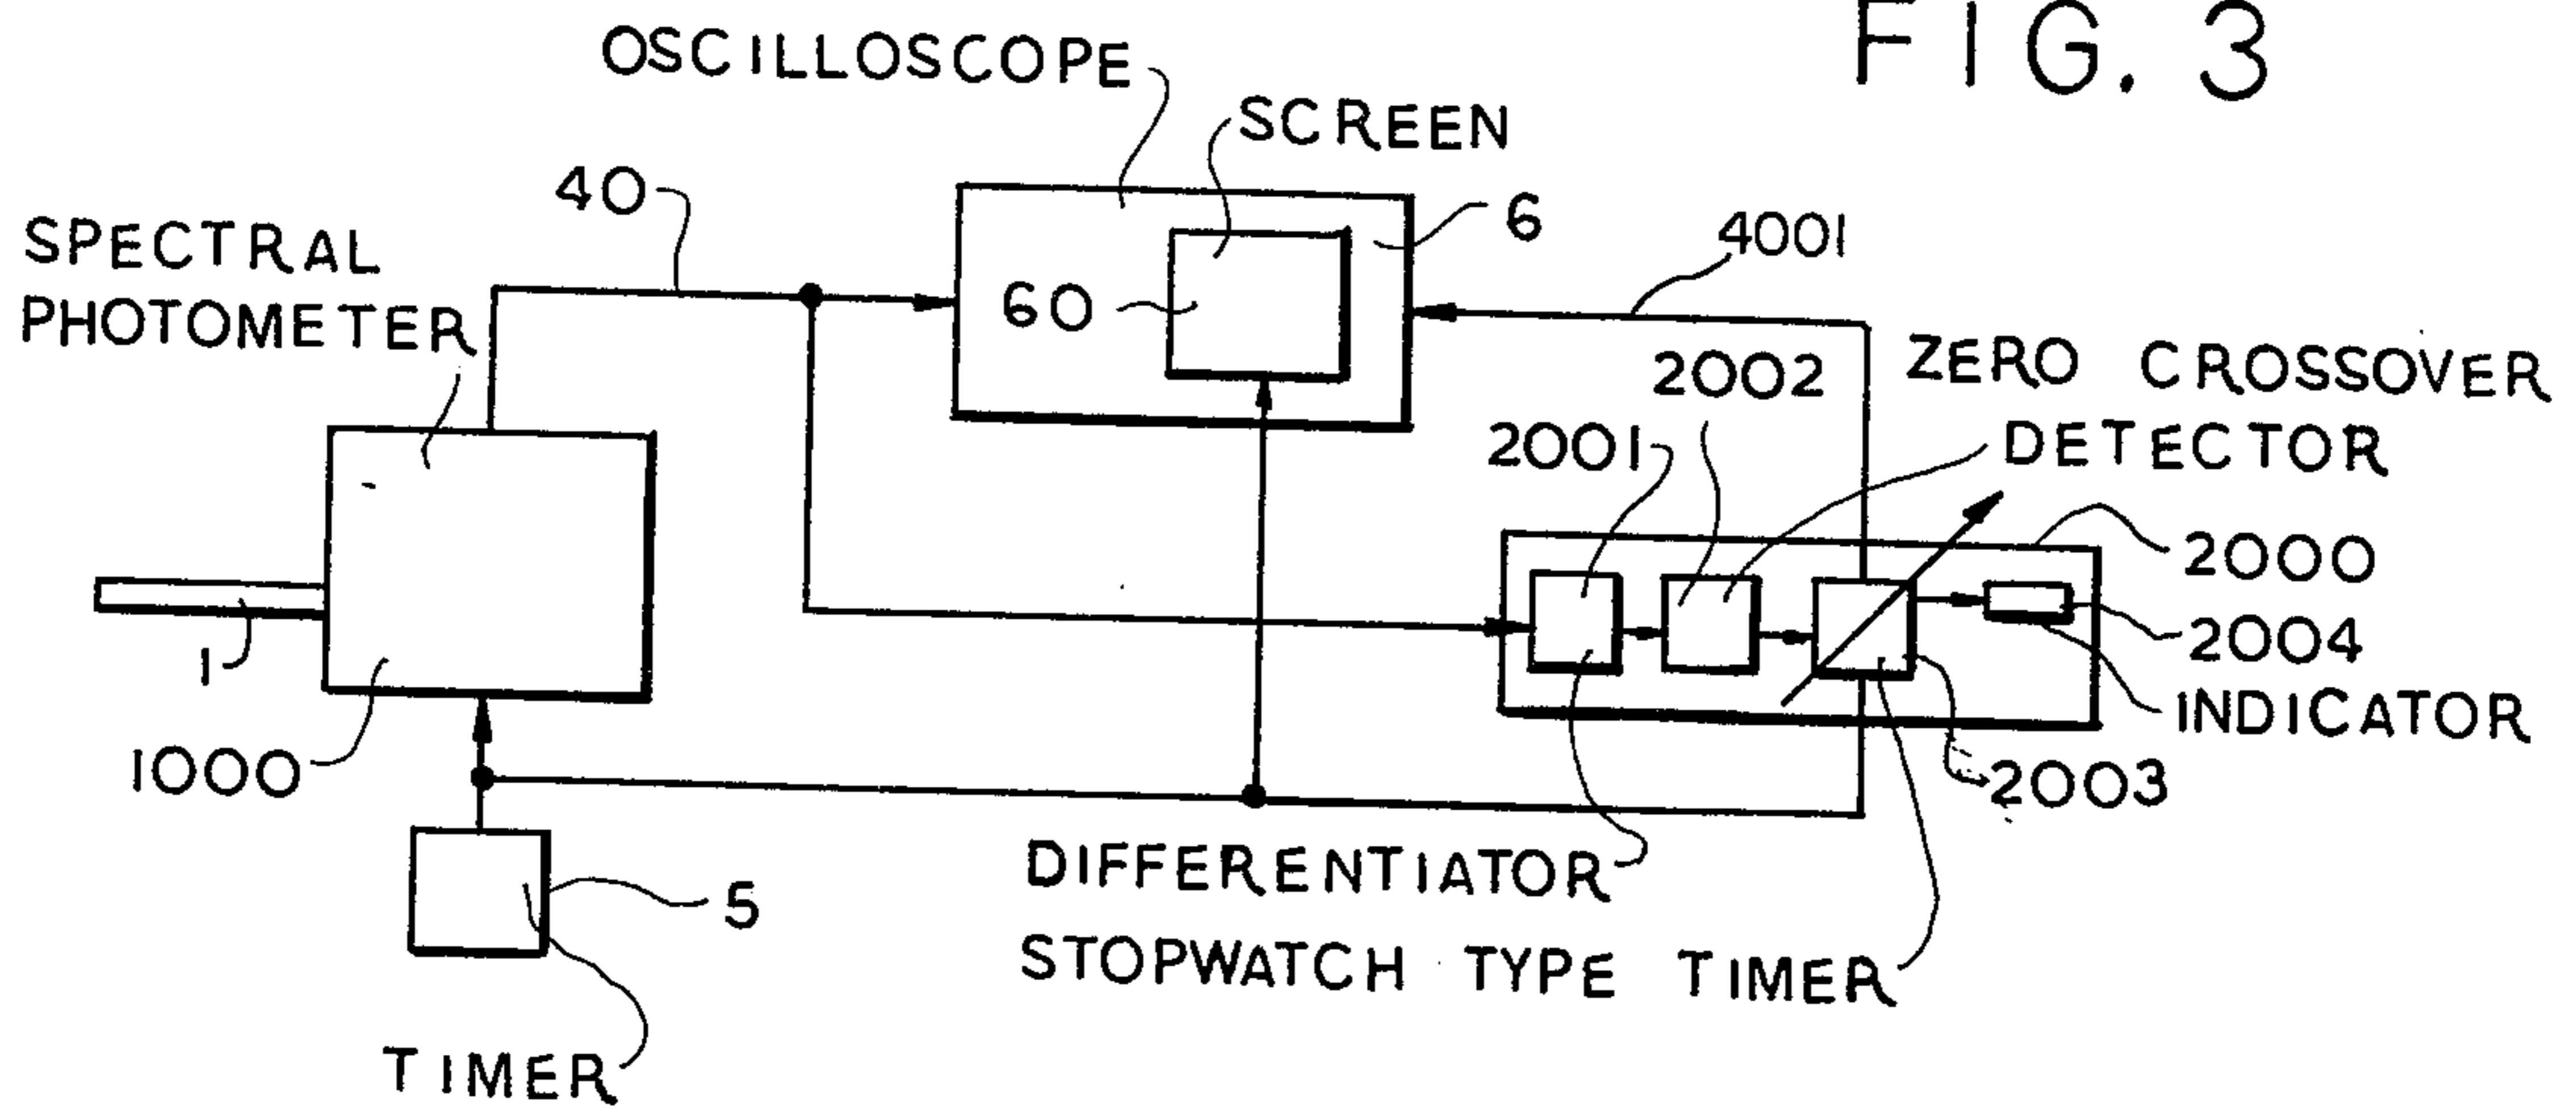 FIG. 3
OSCILLOSCOPE
SCREEN
40
6
4001
SPECTRAL
PHOTOMETER
60
2002
ZERO CROSSOVER
DETECTOR
2001
2000
2004
1
INDICATOR
1000
2003
DIFFERENTIATOR
5
STOPWATCH TYPE TIMER
TIMER